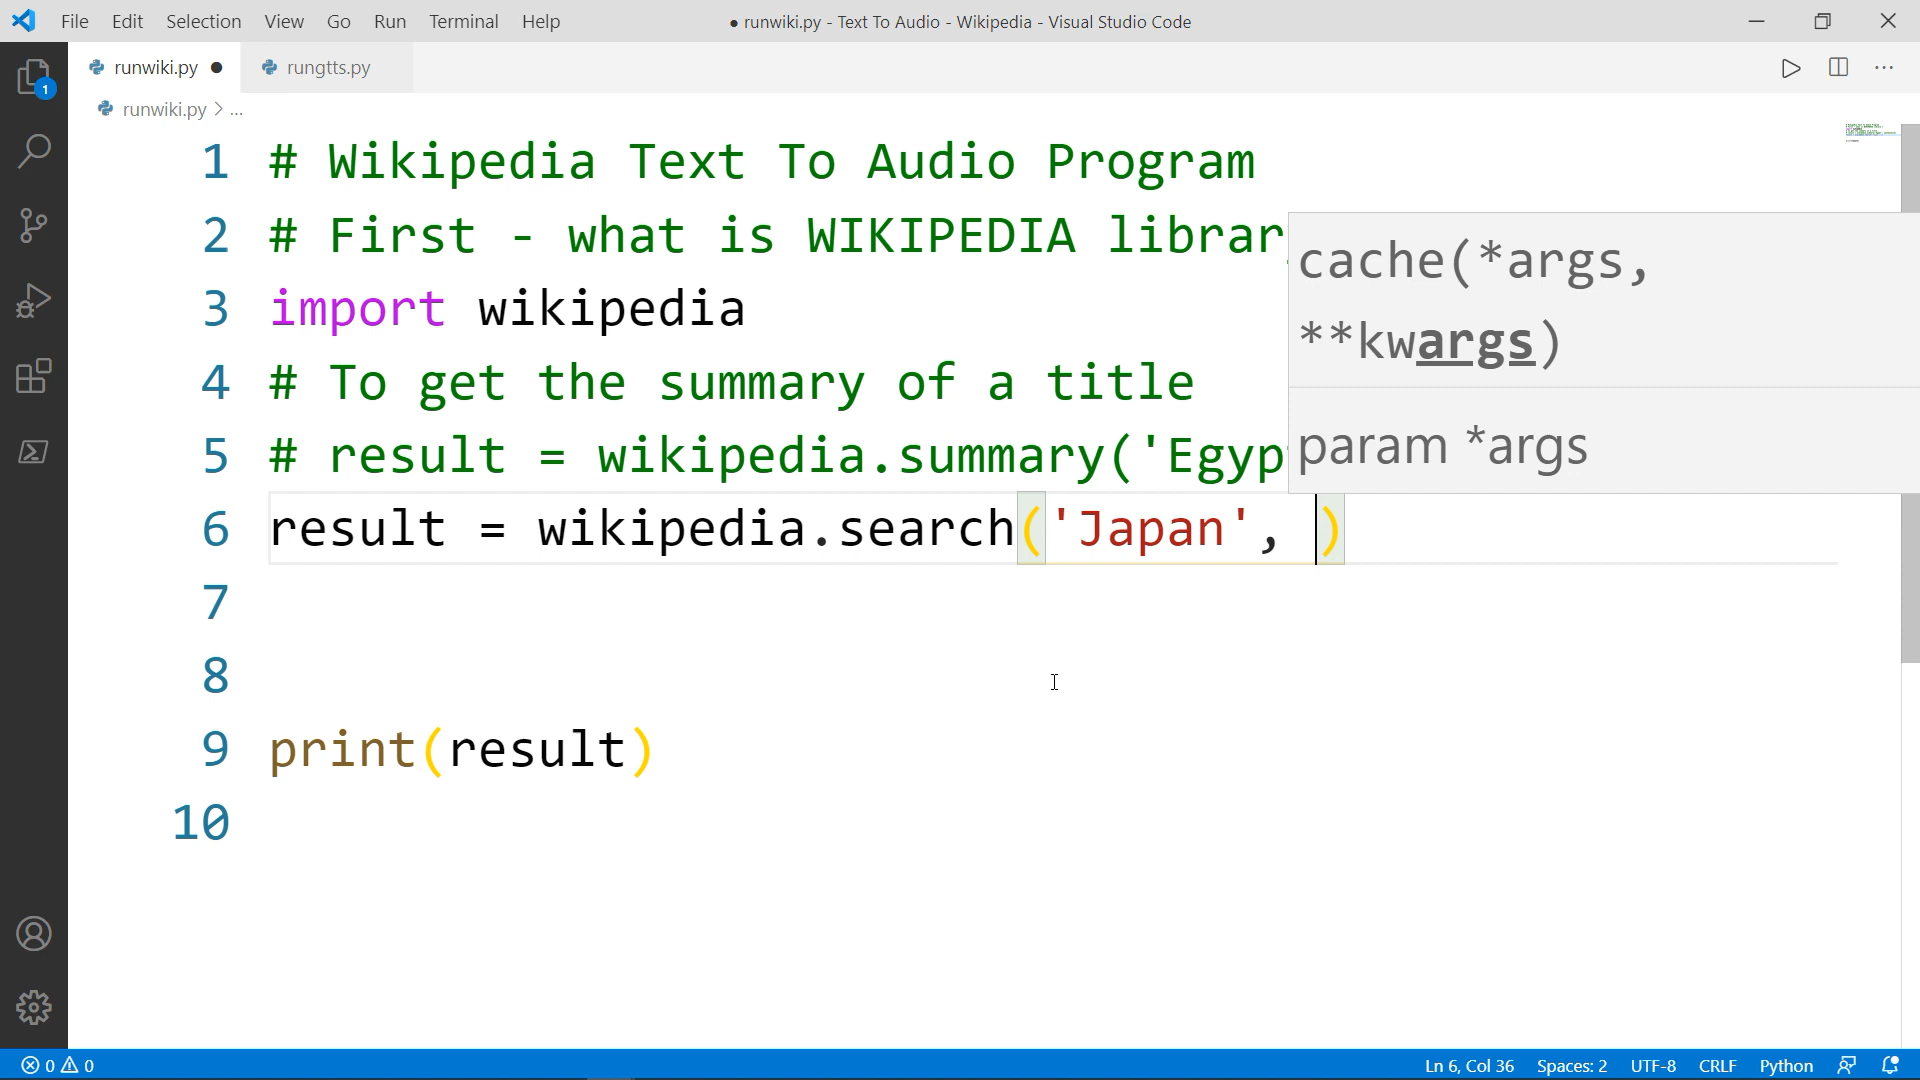 File Edit Selection View Go Run Terminal Help
● runwiki.py - Text To Audio - Wikipedia - Visual Studio Code
runwiki.py ● rungtts.py
runwiki.py > ...
1 # Wikipedia Text To Audio Program
2 # First - what is WIKIPEDIA librar
3 import wikipedia
4 # To get the summary of a title
5 # result = wikipedia.summary('Egyp
6 result = wikipedia.search('Japan', )
7
8
9 print(result)
10
cache(*args,
**kwargs)
param *args
1
0 0
Ln 6, Col 36 Spaces: 2 UTF-8 CRLF Python